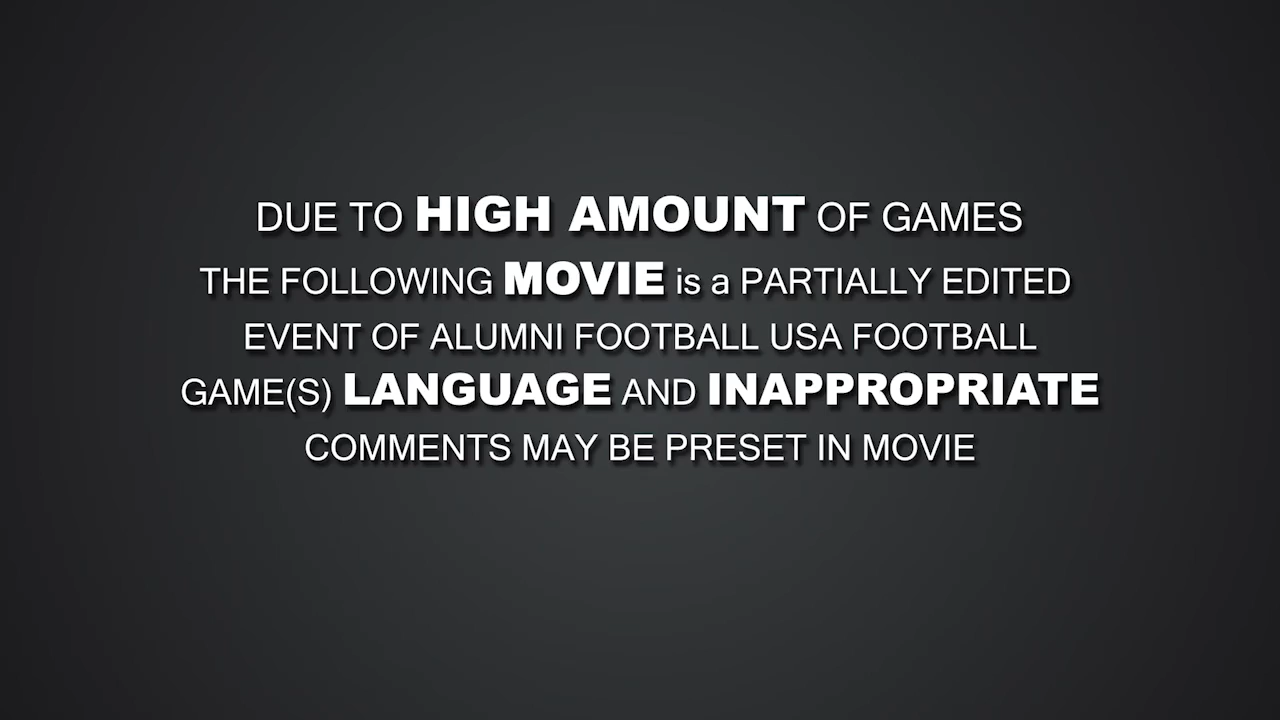 DUE TO HIGH AMOUNT OF GAMES
THE FOLLOWING MOVIE is a PARTIALLY EDITED
EVENT OF ALUMNI FOOTBALL USA FOOTBALL
GAME(S) LANGUAGE AND INAPPROPRIATE
COMMENTS MAY BE PRESET IN MOVIE